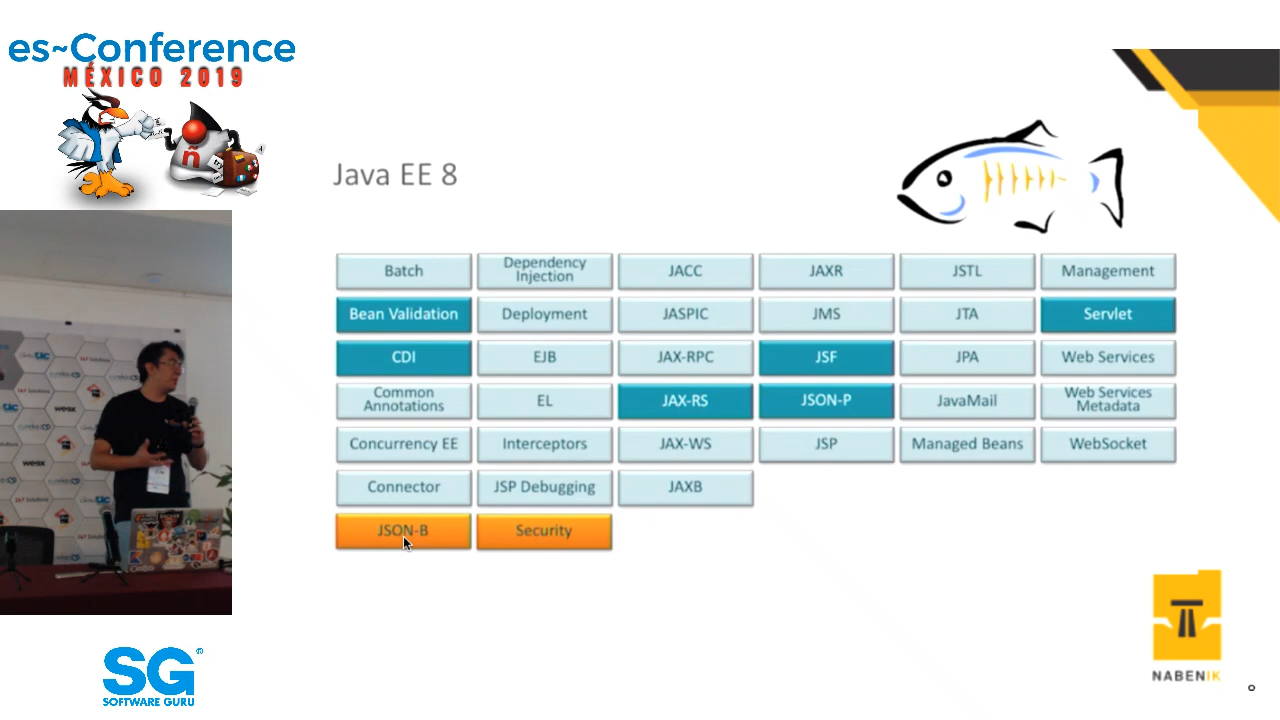 es~Conference
MÉXICO 2019
ñ
Java EE 8
Batch
Dependency
Injection
JACC
JAXR
JSTL
Management
Bean Validation
Deployment
JASPIC
JMS
JTA
Servlet
CDI
EJB
JAX-RPC
JSF
JPA
Web Services
Common
Annotations
EL
JAX-RS
JSON-P
JavaMail
Web Services
Metadata
Concurrency EE
Interceptors
JAX-WS
JSP
Managed Beans
WebSocket
Connector
JSP Debugging
JAXB
JSON-B
Security
SG®
SOFTWARE GURU
NABENIK